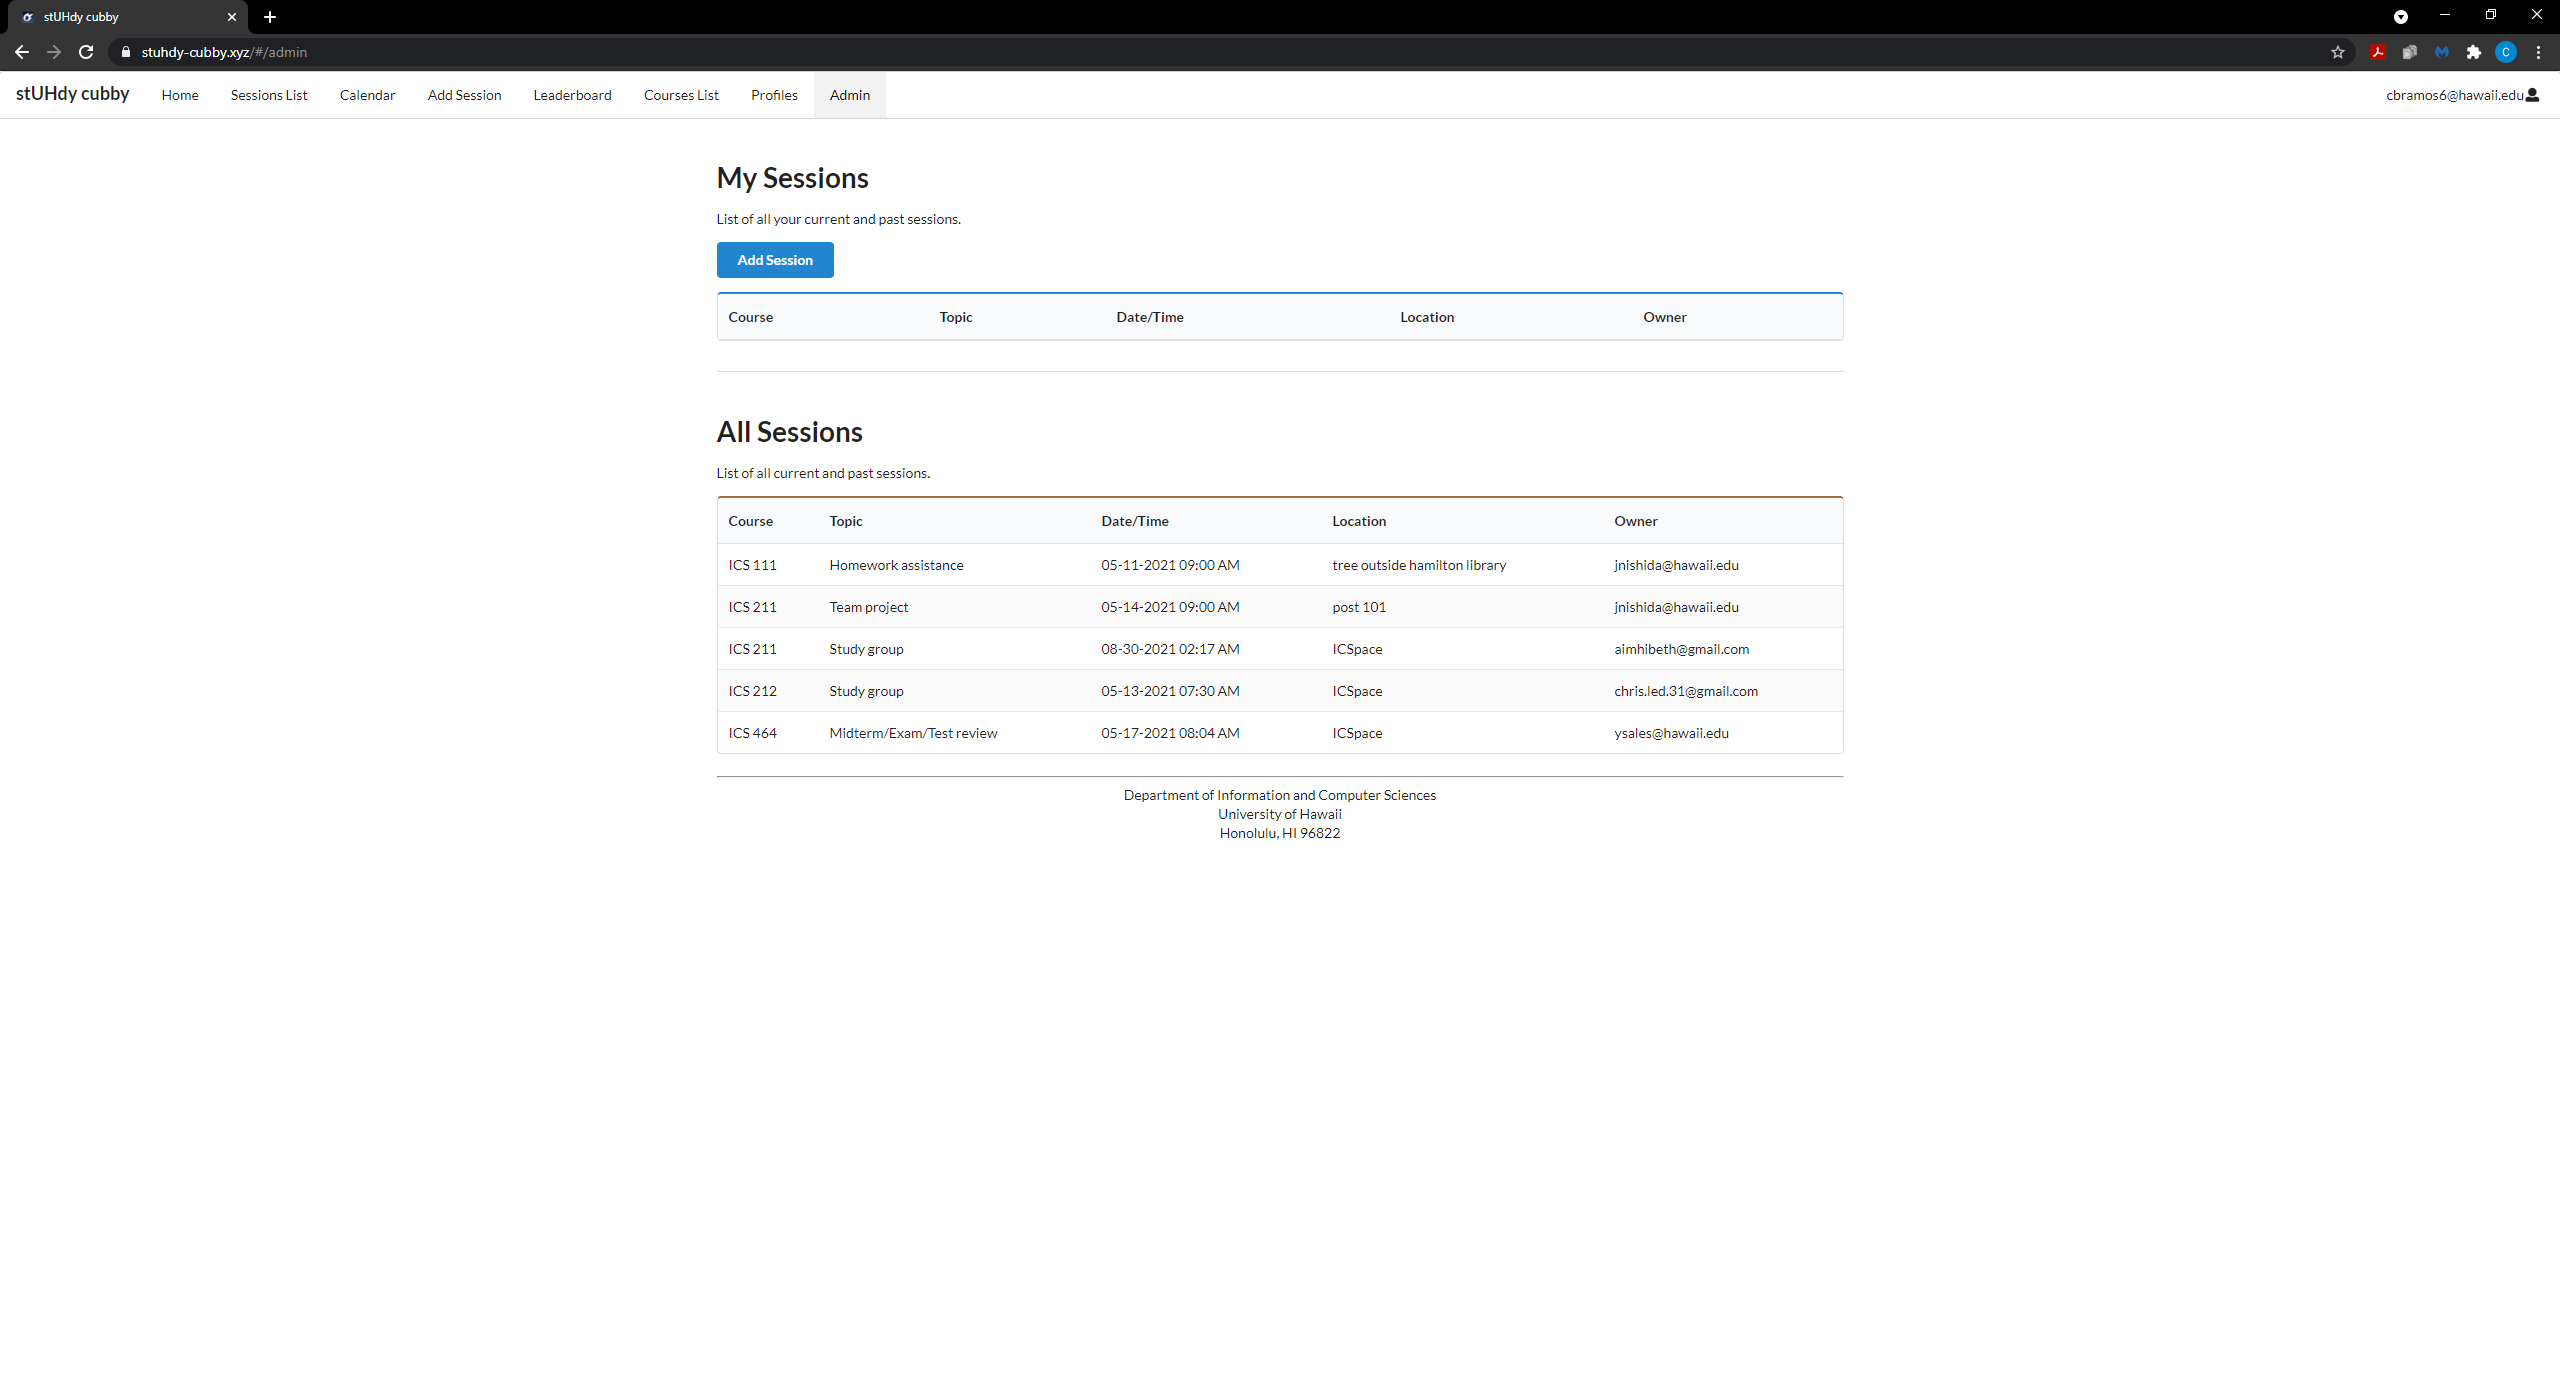 stUHdy cubby
stuhdy-cubby.xyz/#/admin
C
stUHdy cubby Home Sessions List Calendar Add Session Leaderboard Courses List Profiles Admin cbramos6@hawaii.edu
My Sessions
List of all your current and past sessions.
Add Session
Course Topic Date/Time Location Owner
All Sessions
List of all current and past sessions.
Course Topic Date/Time Location Owner
ICS 111 Homework assistance 05-11-2021 09:00 AM tree outside hamilton library jnishida@hawaii.edu
ICS 211 Team project 05-14-2021 09:00 AM post 101 jnishida@hawaii.edu
ICS 211 Study group 08-30-2021 02:17 AM ICSpace aimhibeth@gmail.com
ICS 212 Study group 05-13-2021 07:30 AM ICSpace chris.led.31@gmail.com
ICS 464 Midterm/Exam/Test review 05-17-2021 08:04 AM ICSpace ysales@hawaii.edu
Department of Information and Computer Sciences
University of Hawaii
Honolulu, HI 96822